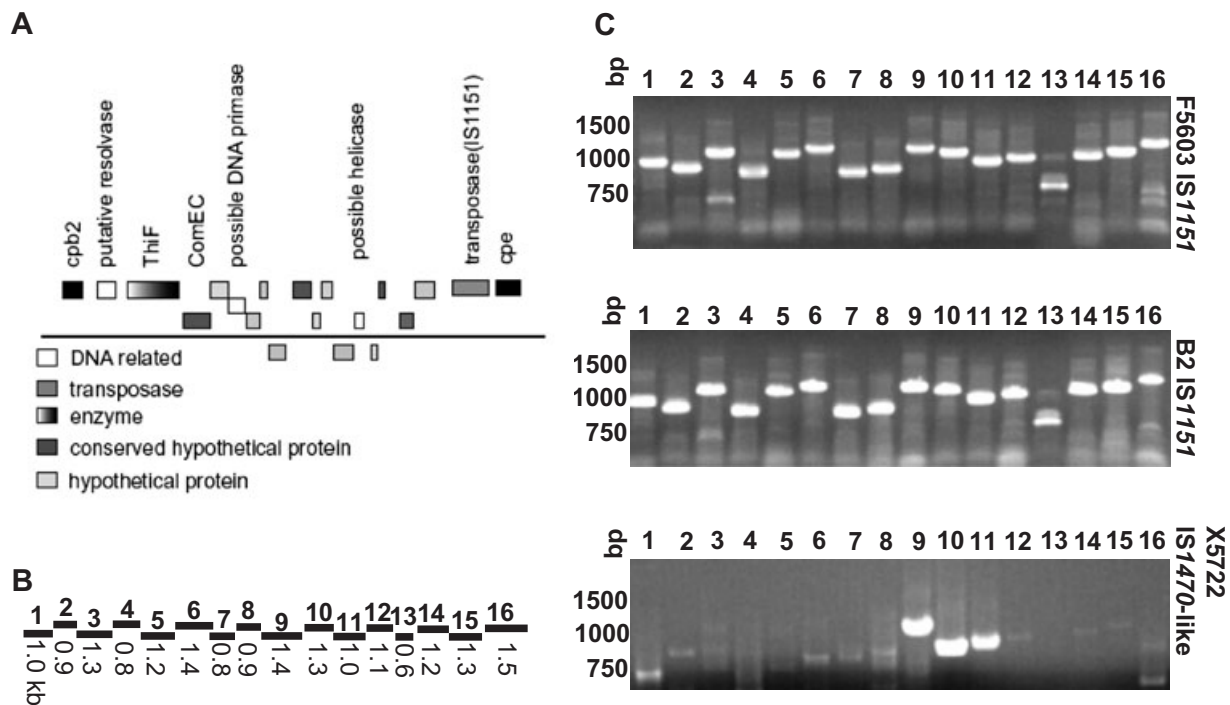 A
cpb2
putative resolvase
ThiF
ComEC
possible DNA primase
possible helicase
transposase(IS1151)
cpe
DNA related
transposase
enzyme
conserved hypothetical protein
hypothetical protein
B
1 2 3 4 5 6 7 8 9 10 11 12 13 14 15 16
1.0 kb 0.9 1.3 0.8 1.2 1.4 0.7 0.9 1.4 1.3 1.0 1.1 0.6 1.2 1.3 1.5
C
bp 1 2 3 4 5 6 7 8 9 10 11 12 13 14 15 16
1500
1000
750
F5603 IS1151
1 2 3 4 5 6 7 8 9 10 11 12 13 14 15 16
bp
1500
1000
750
B2 IS1151
bp 1 2 3 4 5 6 7 8 9 10 11 12 13 14 15 16
1500
1000
750
X5722
IS1470-like